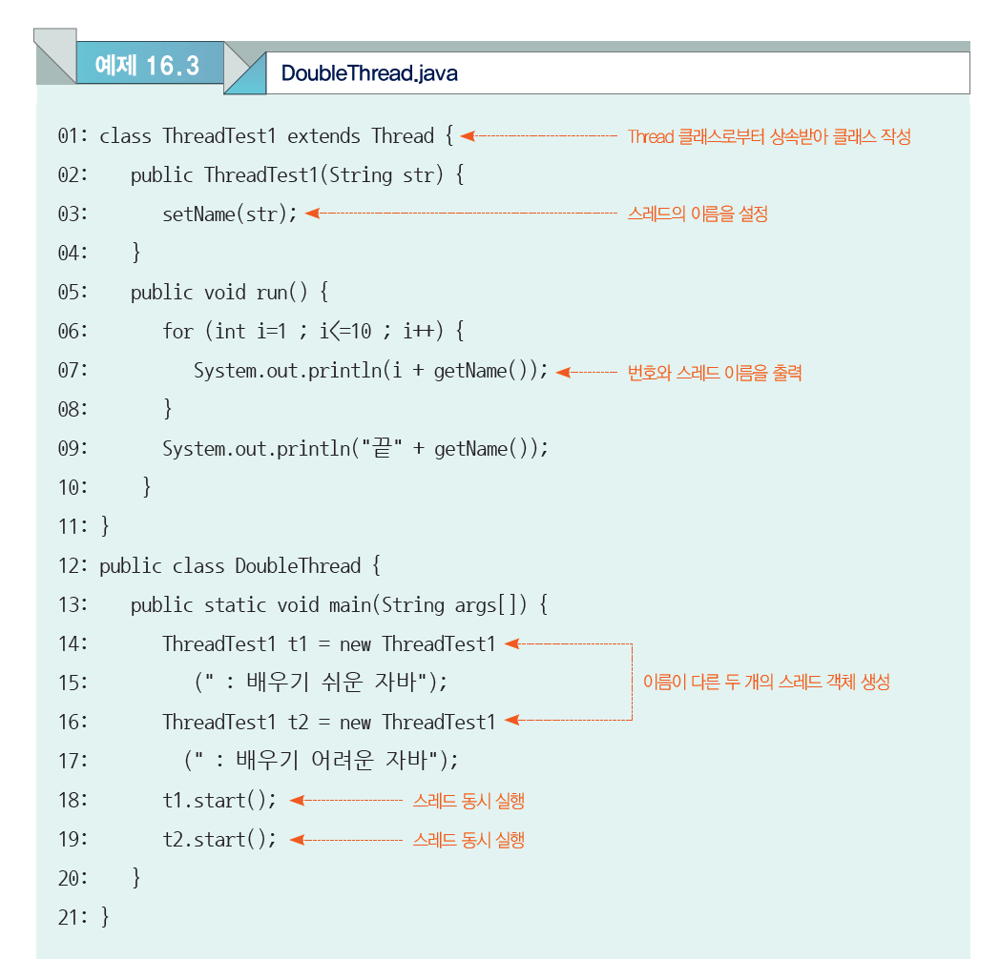 예제 16.3
DoubleThread.java
01: class ThreadTest1 extends Thread { Thread 클래스로부터 상속받아 클래스 작성
02: public ThreadTest1(String str) {
03: setName(str); 스레드의 이름을 설정
04: }
05: public void run() {
06: for (int i=1 ; i<=10 ; i++) {
07: System.out.println(i + getName()); 번호와 스레드 이름을 출력
08: }
09: System.out.println("끝" + getName());
10: }
11: }
12: public class DoubleThread {
13: public static void main(String args[]) {
14: ThreadTest1 t1 = new ThreadTest1
15: (" : 배우기 쉬운 자바"); 이름이 다른 두 개의 스레드 객체 생성
16: ThreadTest1 t2 = new ThreadTest1
17: (" : 배우기 어려운 자바");
18: t1.start(); 스레드 동시 실행
19: t2.start(); 스레드 동시 실행
20: }
21: }